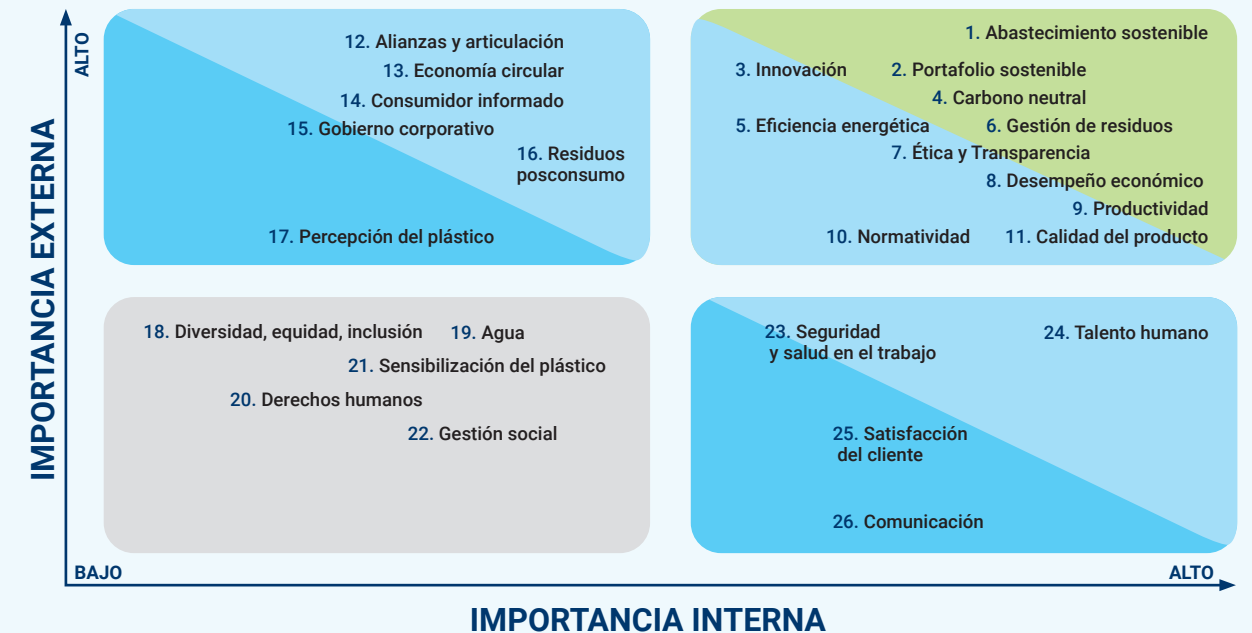 IMPORTANCIA EXTERNA
ALTO
12. Alianzas y articulación
13. Economía circular
14. Consumidor informado
15. Gobierno corporativo
16. Residuos
posconsumo
17. Percepción del plástico
1. Abastecimiento sostenible
3. Innovación
2. Portafolio sostenible
4. Carbono neutral
5. Eficiencia energética
6. Gestión de residuos
7. Ética y Transparencia
8. Desempeño económico
9. Productividad
10. Normatividad
11. Calidad del producto
18. Diversidad, equidad, inclusión
19. Agua
21. Sensibilización del plástico
20. Derechos humanos
22. Gestión social
23. Seguridad
y salud en el trabajo
24. Talento humano
25. Satisfacción
del cliente
26. Comunicación
BAJO
ALTO
IMPORTANCIA INTERNA